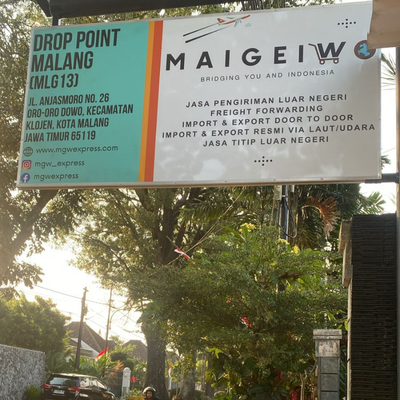 DROP POINT
MALANG
(MLG13)
JL. ANJASMORO NO. 26
ORO-ORO DOWO, KECAMATAN
KLOJEN, KOTA MALANG
JAWA TIMUR 65119
www.mgwexpress.com
mgw_express
mgwexpress
MAIGEIW
BRIDGING YOU AND INDONESIA
JASA PENGIRIMAN LUAR NEGERI
FREIGHT FORWARDING
IMPORT & EXPORT DOOR TO DOOR
IMPORT & EXPORT RESMI VIA LAUT/UDARA
JASA TITIP LUAR NEGERI